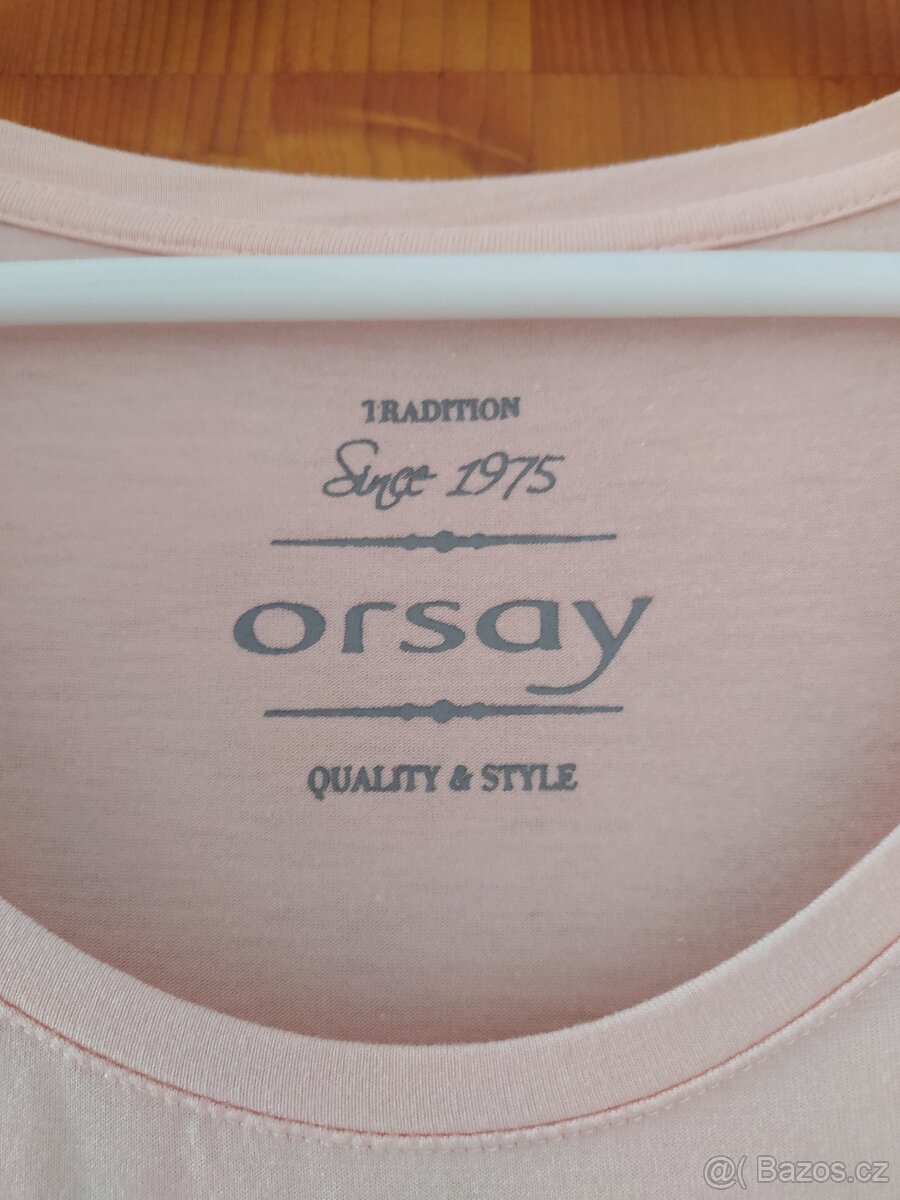 TRADITION
Since 1975
orsay
QUALITY & STYLE
@( Bazos.cz